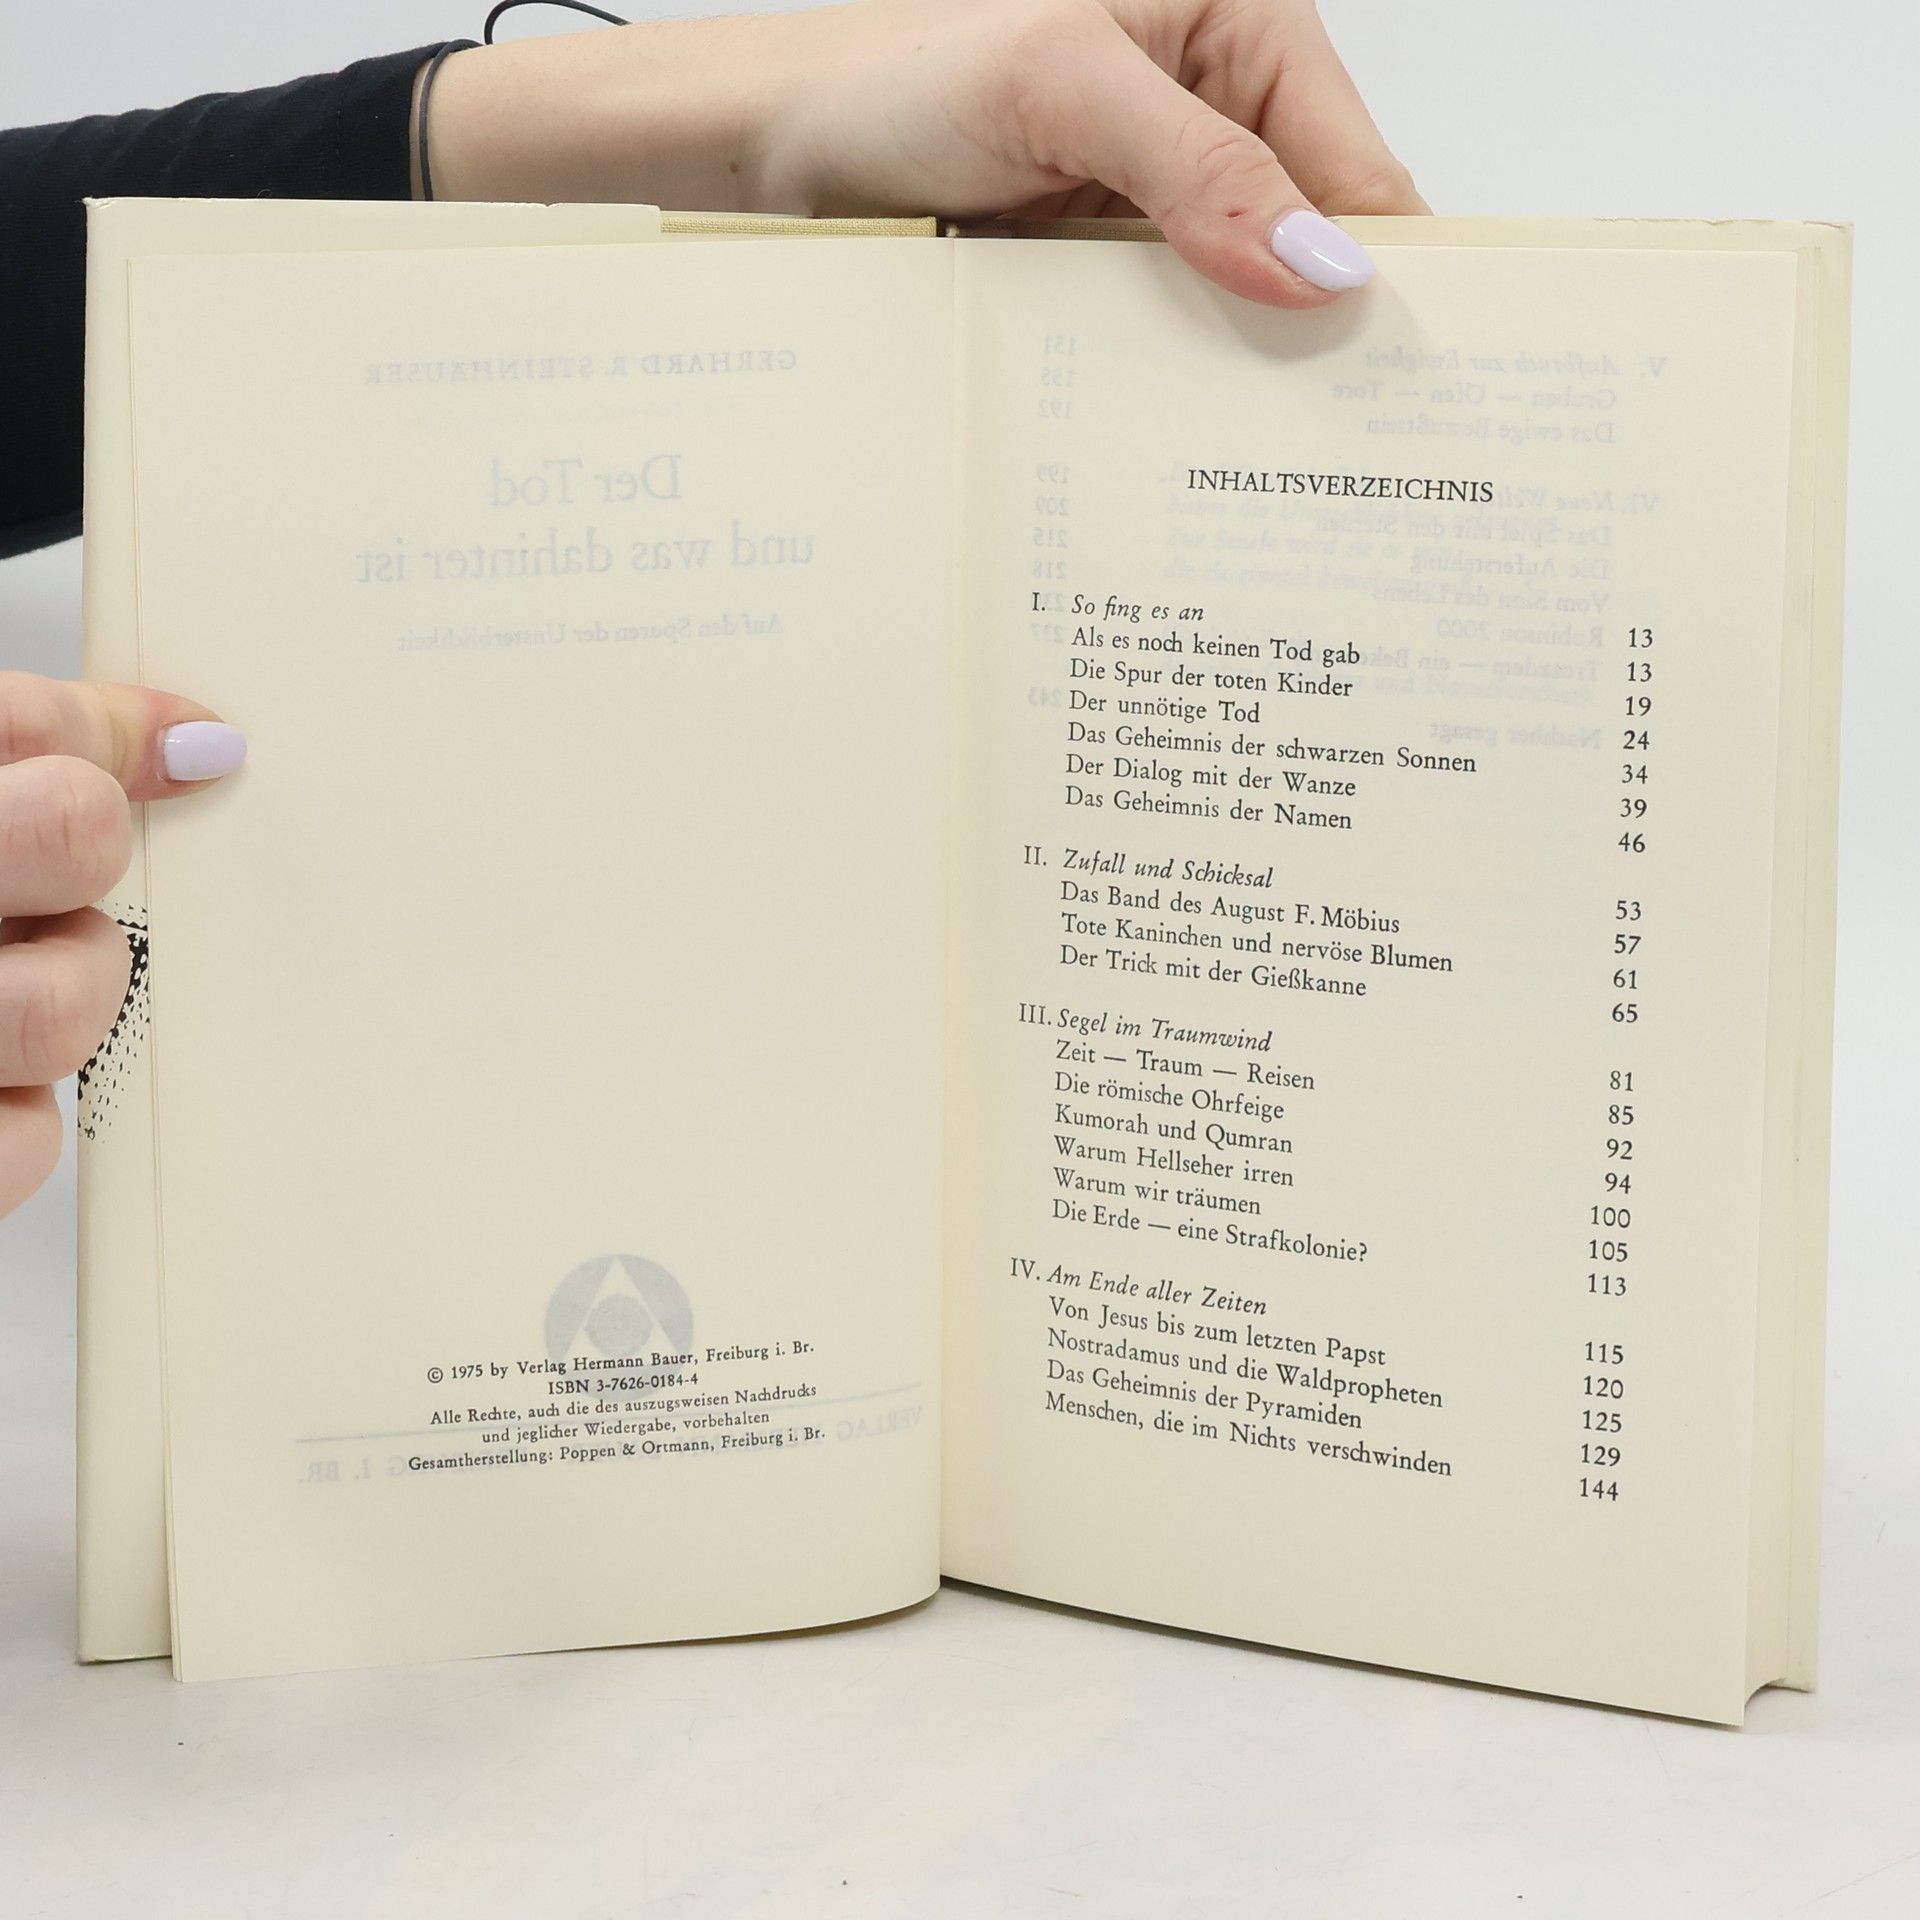 © 1975 by Verlag Hermann Bauer, Freiburg i. Br.
ISBN 3-7626-0184-4
Alle Rechte, auch die des auszugsweisen Nachdrucks
und jeglicher Wiedergabe, vorbehalten
Gesamtherstellung: Poppen & Ortmann, Freiburg i. Br.
INHALTSVERZEICHNIS
I. So fing es an 13
Als es noch keinen Tod gab 13
Die Spur der toten Kinder 19
Der unnötige Tod 24
Das Geheimnis der schwarzen Sonnen 34
Der Dialog mit der Wanze 39
Das Geheimnis der Namen 46
II. Zufall und Schicksal 53
Das Band des August F. Möbius 57
Tote Kaninchen und nervöse Blumen 61
Der Trick mit der Gießkanne 65
III. Segel im Traumwind 81
Zeit — Traum — Reisen 85
Die römische Ohrfeige 92
Kumorah und Qumran 94
Warum Hellseher irren 100
Warum wir träumen 105
Die Erde — eine Strafkolonie? 113
IV. Am Ende aller Zeiten 115
Von Jesus bis zum letzten Papst 120
Nostradamus und die Waldpropheten 125
Das Geheimnis der Pyramiden 129
Menschen, die im Nichts verschwinden 144